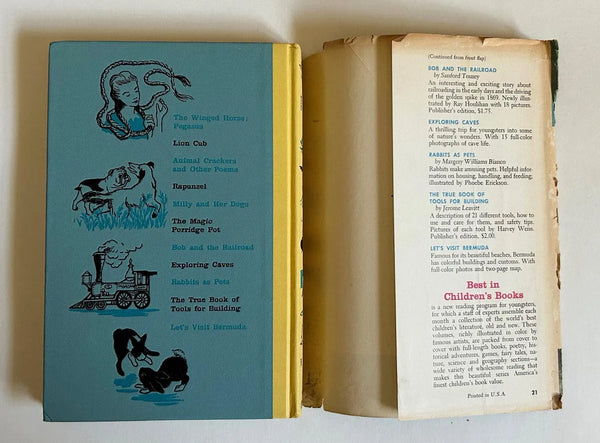 The Winged Horse:
Pegasus
Lion Cub
Animal Crackers
and Other Poems
Rapunzel
Milly and Her Dogs
The Magic
Porridge Pot
Bob and the Railroad
Exploring Caves
Rabbits as Pets
The True Book of
Tools for Building
Let's Visit Bermuda
(Continued from front flap)
BOB AND THE RAILROAD
by Sanford Tousey
An interesting and exciting story about
railroading in the early days and the driving
of the golden spike in 1869. Newly illus-
trated by Ray Houlihan with 18 pictures.
Publisher's edition, $1.75.
EXPLORING CAVES
A thrilling trip for youngsters into some
of nature's wonders. With 15 full-color
photographs of cave life.
RABBITS AS PETS
by Margery Williams Bianco
Rabbits make amusing pets. Helpful infor-
mation on housing, handling, and feeding;
illustrated by Phoebe Erickson.
THE TRUE BOOK OF
TOOLS FOR BUILDING
by Jerome Leavitt
A description of 21 different tools, how to
use and care for them, and safety tips.
Pictures of each tool by Harvey Weiss.
Publisher's edition, $2.00.
LET'S VISIT BERMUDA
Famous for its beautiful beaches, Bermuda
has colorful buildings and customs. With
full-color photos and two-page map.
Best in
Children's Books
is a new reading program for youngsters,
for which a staff of experts assemble each
month a collection of the world's best
children's literature, old and new. These
volumes, richly illustrated in color by
famous artists, are packed from cover to
cover with full-length books, poetry, his-
torical adventures, games, fairy tales, na-
ture, science and geography sections—a
wide variety of wholesome reading that
makes this beautiful series America's
finest children's book value.
Printed in U.S.A.
21